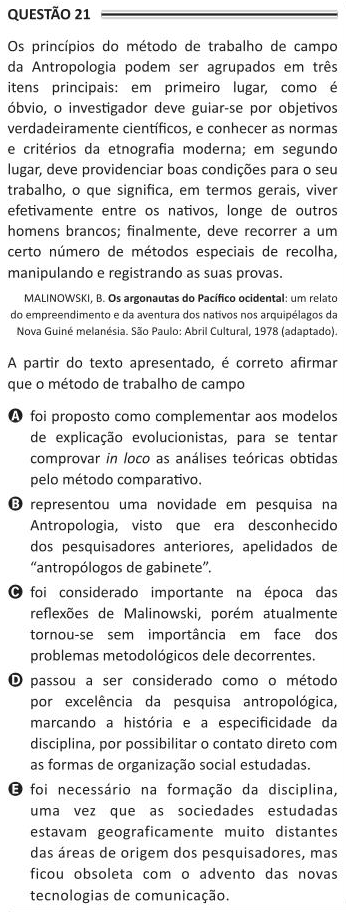 QUESTÃO 21
Os princípios do método de trabalho de campo
da Antropologia podem ser agrupados em três
itens principais: em primeiro lugar, como é
óbvio, o investigador deve guiar-se por objetivos
verdadeiramente científicos, e conhecer as normas
e critérios da etnografia moderna; em segundo
lugar, deve providenciar boas condições para o seu
trabalho, o que significa, em termos gerais, viver
efetivamente entre os nativos, longe de outros
homens brancos; finalmente, deve recorrer a um
certo número de métodos especiais de recolha,
manipulando e registrando as suas provas.
MALINOWSKI, B. Os argonautas do Pacífico ocidental: um relato
do empreendimento e da aventura dos nativos nos arquipélagos da
Nova Guiné melanésia. São Paulo: Abril Cultural, 1978 (adaptado).
A partir do texto apresentado, é correto afirmar
que o método de trabalho de campo
A foi proposto como complementar aos modelos
de explicação evolucionistas, para se tentar
comprovar in loco as análises teóricas obtidas
pelo método comparativo.
B representou uma novidade em pesquisa na
Antropologia, visto que era desconhecido
dos pesquisadores anteriores, apelidados de
“antropólogos de gabinete”.
C foi considerado importante na época das
reflexões de Malinowski, porém atualmente
tornou-se sem importância em face dos
problemas metodológicos dele decorrentes.
D passou a ser considerado como o método
por excelência da pesquisa antropológica,
marcando a história e a especificidade da
disciplina, por possibilitar o contato direto com
as formas de organização social estudadas.
E foi necessário na formação da disciplina,
uma vez que as sociedades estudadas
estavam geograficamente muito distantes
das áreas de origem dos pesquisadores, mas
ficou obsoleta com o advento das novas
tecnologias de comunicação.